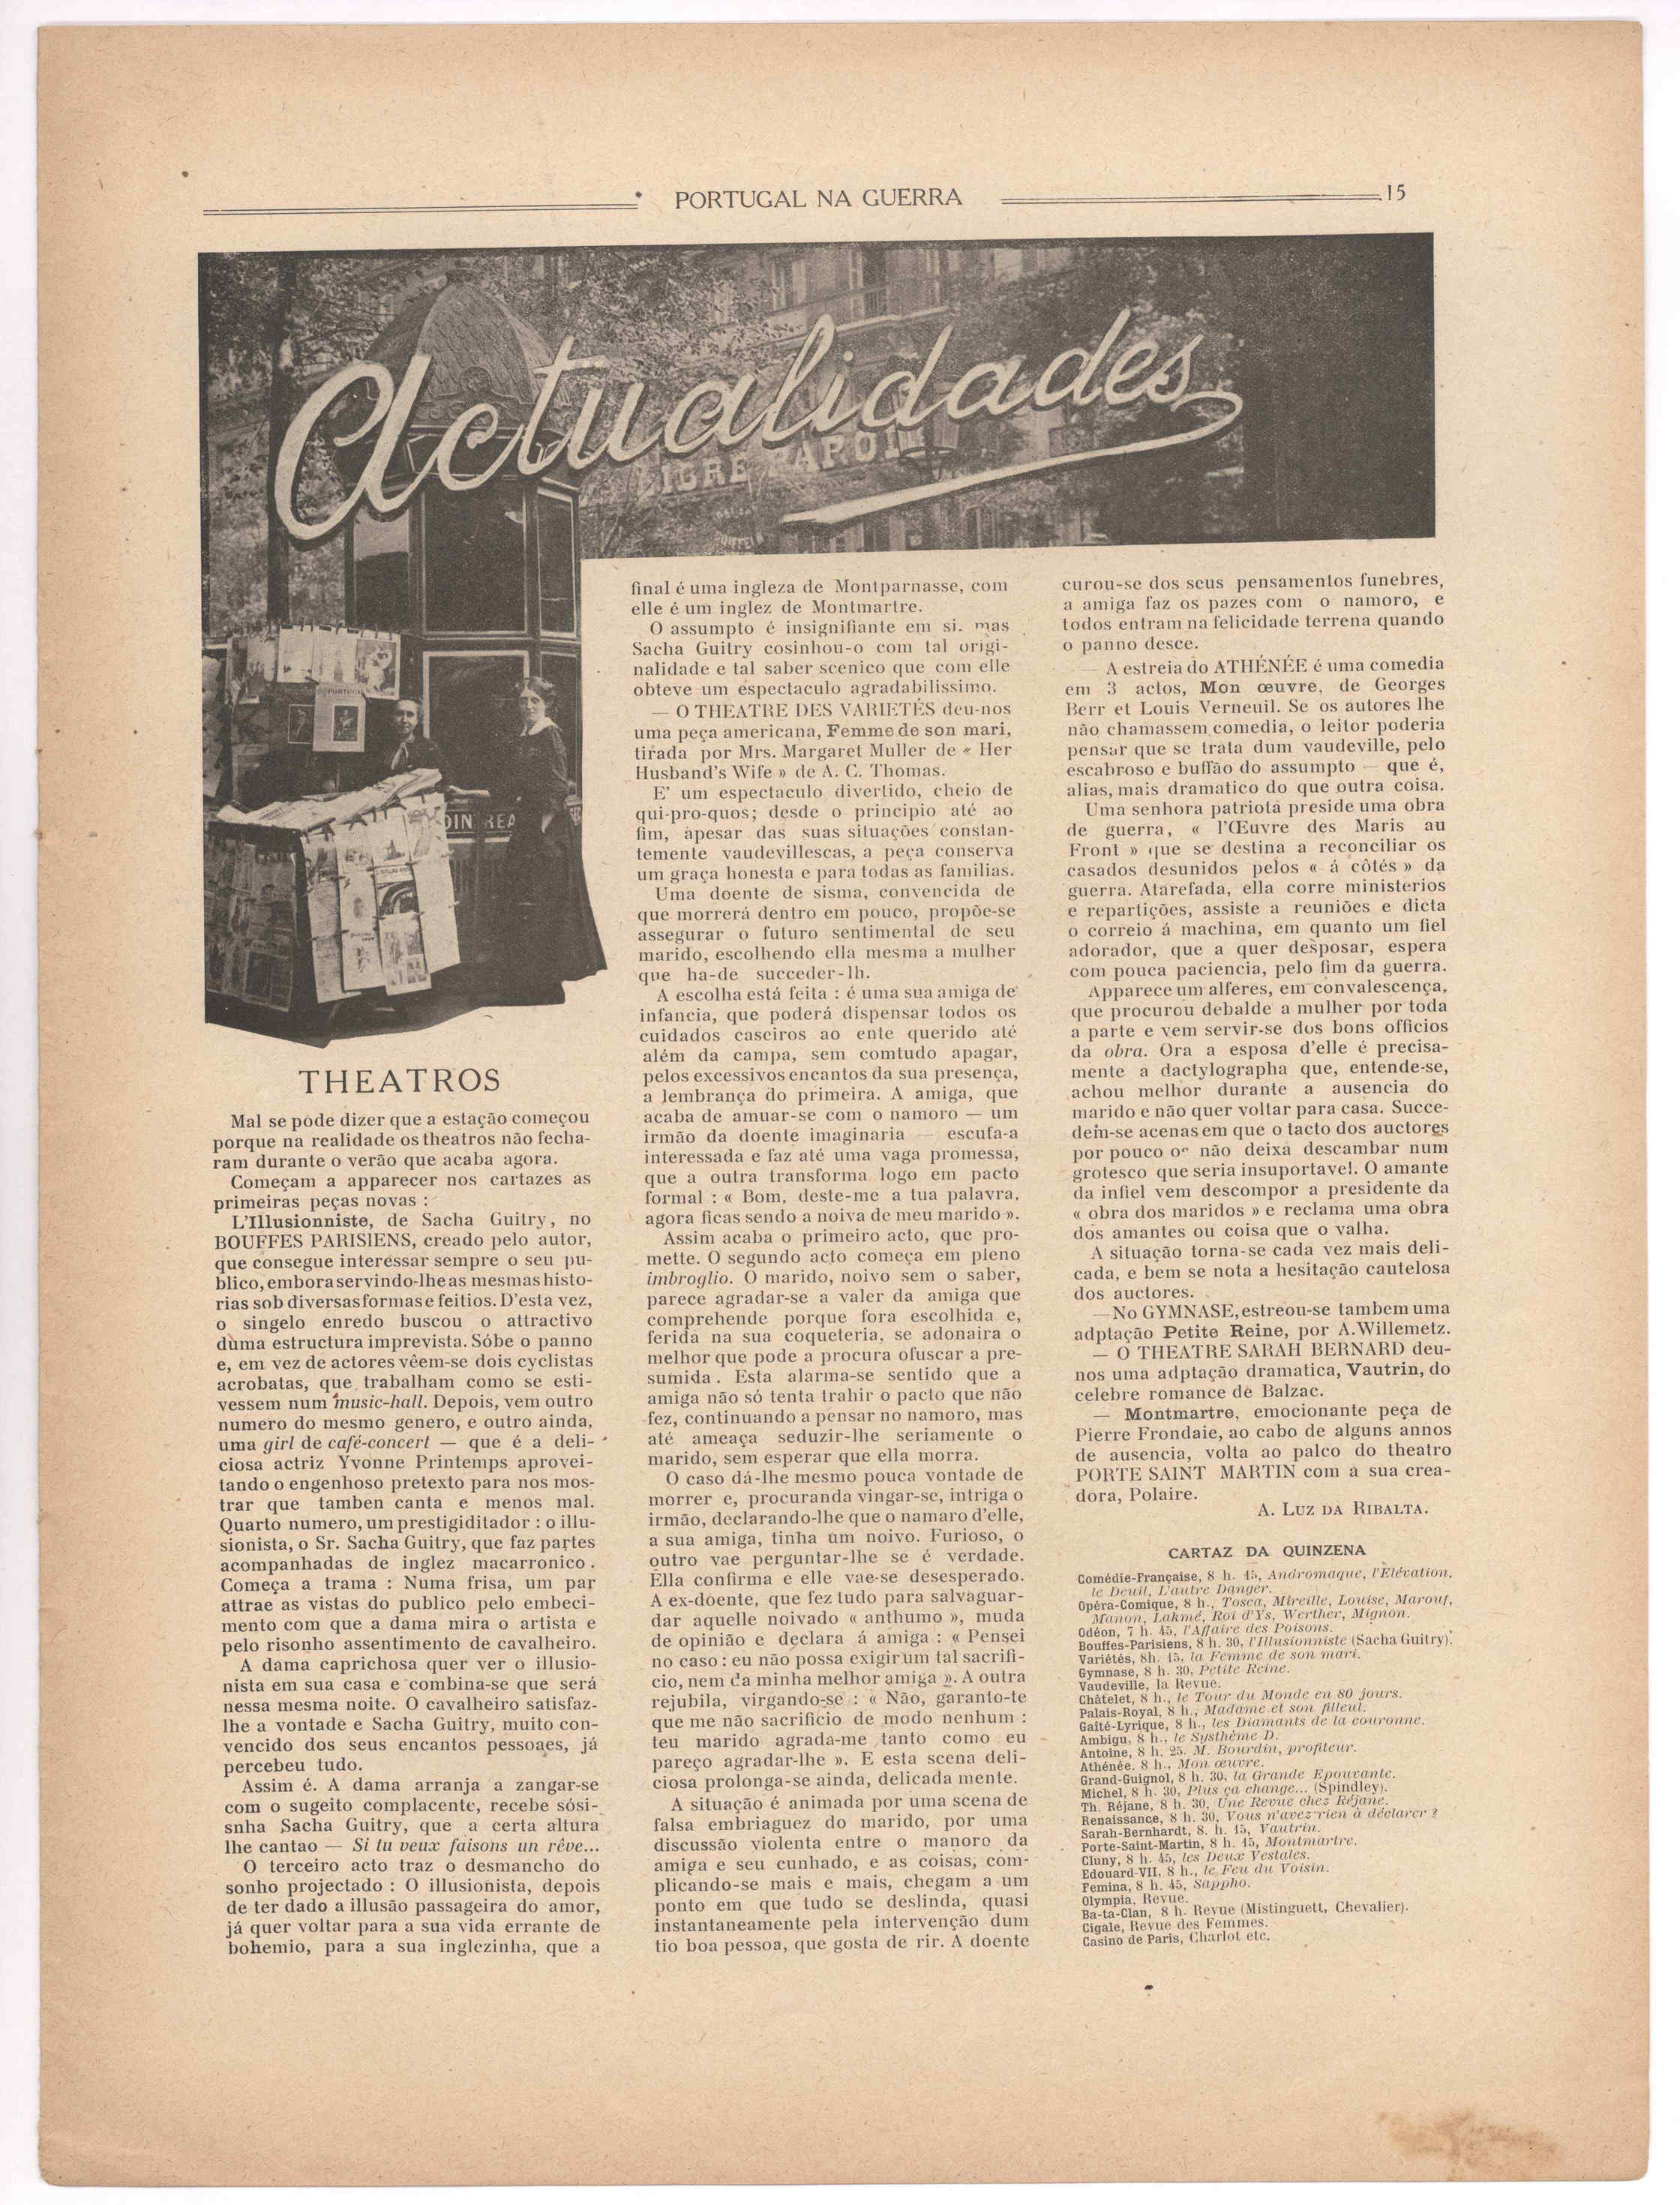 PORTUGAL NA GUERRA
15
Actualidades
THEATROS
Mal se póde dizer que a estação começou
porque na realidade os theatros não fecha-
ram durante o verão que acaba agora.
Começam a apparecer nos cartazes as
primeiras peças novas :
L'Illusionniste, de Sacha Guitry, no
BOUFFES PARISIENS, creado pelo autor,
que consegue interessar sempre o seu pu-
blico, embora servindo-lhe as mesmas histo-
rias sob diversas formas e feitios. D'esta vez,
o singelo enredo buscou o attractivo
duma estructura imprevista. Sóbe o panno
e, em vez de actores vêem-se dois cyclistas
acrobatas, que trabalham como se esti-
vessem num music-hall. Depois, vem outro
numero do mesmo genero, e outro ainda,
uma girl de café-concert — que é a deli-
ciosa actriz Yvonne Printemps aprovei-
tando o engenhoso pretexto para nos mos-
trar que tamben canta e menos mal.
Quarto numero, um prestigiditador : o illu-
sionista, o Sr. Sacha Guitry, que faz partes
acompanhadas de inglez macarronico.
Começa a trama : Numa frisa, um par
attrae as vistas do publico pelo embeci-
mento com que a dama mira o artista e
pelo risonho assentimento de cavalheiro.
A dama caprichosa quer ver o illusio-
nista em sua casa e combina-se que será
nessa mesma noite. O cavalheiro satisfaz-
lhe a vontade e Sacha Guitry, muito con-
vencido dos seus encantos pessoaes, já
percebeu tudo.
Assim é. A dama arranja a zangar-se
com o sugeito complacente, recebe sósi-
snha Sacha Guitry, que a certa altura
lhe cantao — Si tu veux faisons un rêve...
O terceiro acto traz o desmancho do
sonho projectado : O illusionista, depois
de ter dado a illusão passageira do amor,
já quer voltar para a sua vida errante de
bohemio, para a sua inglezinha, que a
final é uma ingleza de Montparnasse, com
elle é um inglez de Montmartre.
O assumpto é insignifiante em si. mas
Sacha Guitry cosinhou-o com tal origi-
nalidade e tal saber scenico que com elle
obteve um espectaculo agradabilissimo.
— O THEATRE DES VARIETÉS deu-nos
uma peça americana, Femme de son mari,
tirada por Mrs. Margaret Muller de « Her
Husband's Wife » de A. C. Thomas.
E' um espectaculo divertido, cheio de
qui-pro-quos; desde o principio até ao
fim, apesar das suas situações constan-
temente vaudevillescas, a peça conserva
um graça honesta e para todas as familias.
Uma doente de sisma, convencida de
que morrerá dentro em pouco, propõe-se
assegurar o futuro sentimental de seu
marido, escolhendo ella mesma a mulher
que ha-de succeder-lh.
A escolha está feita : é uma sua amiga de
infancia, que poderá dispensar todos os
cuidados caseiros ao ente querido até
além da campa, sem comtudo apagar,
pelos excessivos encantos da sua presença,
a lembrança do primeira. A amiga, que
acaba de amuar-se com o namoro — um
irmão da doente imaginaria — escuta-a
interessada e faz até uma vaga promessa,
que a outra transforma logo em pacto
formal : « Bom, deste-me a tua palavra,
agora ficas sendo a noiva de meu marido ».
Assim acaba o primeiro acto, que pro-
mette. O segundo acto começa em pleno
imbroglio. O marido, noivo sem o saber,
parece agradar-se a valer da amiga que
comprehende porque fora escolhida e,
ferida na sua coqueteria, se adonaira o
melhor que pode a procura ofuscar a pre-
sumida. Esta alarma-se sentido que a
amiga não só tenta trahir o pacto que não
fez, continuando a pensar no namoro, mas
até ameaça seduzir-lhe seriamente o
marido, sem esperar que ella morra.
O caso dá-lhe mesmo pouca vontade de
morrer e, procuranda vingar-se, intriga o
irmão, declarando-lhe que o namaro d'elle,
a sua amiga, tinha um noivo. Furioso, o
outro vae perguntar-lhe se é verdade.
Ella confirma e elle vae-se desesperado.
A ex-doente, que fez tudo para salvaguar-
dar aquelle noivado « anthumo », muda
de opinião e declara á amiga : « Pensei
no caso : eu não possa exigir um tal sacrifi-
cio, nem da minha melhor amiga ». A outra
rejubila, virgando-se : « Não, garanto-te
que me não sacrificio de modo nenhum :
teu marido agrada-me tanto como eu
pareço agradar-lhe ». E esta scena deli-
ciosa prolonga-se ainda, delicada mente.
A situação é animada por uma scena de
falsa embriaguez do marido, por uma
discussão violenta entre o manoro da
amiga e seu cunhado, e as coisas, com-
plicando-se mais e mais, chegam a um
ponto em que tudo se deslinda, quasi
instantaneamente pela intervenção dum
tio boa pessoa, que gosta de rir. A doente
curou-se dos seus pensamentos funebres,
a amiga faz os pazes com o namoro, e
todos entram na felicidade terrena quando
o panno desce.
— A estreia do ATHÉNÉE é uma comedia
em 3 actos, Mon œuvre, de Georges
Berr et Louis Verneuil. Se os autores lhe
não chamassem comedia, o leitor poderia
pensar que se trata dum vaudeville, pelo
escabroso e buffão do assumpto — que é,
alias, mais dramatico do que outra coisa.
Uma senhora patriota preside uma obra
de guerra, « l'Œuvre des Maris au
Front » que se destina a reconciliar os
casados desunidos pelos « á côtés » da
guerra. Atarefada, ella corre ministerios
e repartições, assiste a reuniões e dicta
o correio á machina, em quanto um fiel
adorador, que a quer desposar, espera
com pouca paciencia, pelo fim da guerra.
Apparece um alferes, em convalescença,
que procurou debalde a mulher por toda
a parte e vem servir-se dos bons officios
da obra. Ora a esposa d'elle é precisa-
mente a dactylographa que, entende-se,
achou melhor durante a ausencia do
marido e não quer voltar para casa. Succe-
dem-se acenas em que o tacto dos auctores
por pouco não deixa descambar num
grotesco que seria insuportavel. O amante
da infiel vem descompor a presidente da
« obra dos maridos » e reclama uma obra
dos amantes ou coisa que o valha.
A situação torna-se cada vez mais deli-
cada, e bem se nota a hesitação cautelosa
dos auctores.
— No GYMNASE, estreou-se tambem uma
adptação Petite Reine, por A. Willemetz.
— O THEATRE SARAH BERNARD deu-
nos uma adptação dramatica, Vautrin, do
celebre romance de Balzac.
— Montmartre, emocionante peça de
Pierre Frondaie, ao cabo de alguns annos
de ausencia, volta ao palco do theatro
PORTE SAINT MARTIN com a sua crea-
dora, Polaire.
A. LUZ DA RIBALTA.
CARTAZ DA QUINZENA
Comédie-Française, 8 h. 45, Andromaque, l'Elévation,
le Deuil, L'autre Danger.
Opéra-Comique, 8 h., Tosca, Mireille, Louise, Marouf,
Manon, Lakmé, Roi d'Ys, Werther, Mignon.
Odéon, 7 h. 45, l'Affaire des Poisons.
Bouffes-Parisiens, 8 h. 30, l'Illusionniste (Sacha Guitry).
Variétés, 8h. 15, la Femme de son mari.
Gymnase, 8 h. 30, Petite Reine.
Vaudeville, la Revue.
Châtelet, 8 h., le Tour du Monde en 80 jours.
Palais-Royal, 8 h., Madame et son filleul.
Gaîté-Lyrique, 8 h., les Diamants de la couronne.
Ambigu, 8 h., le Systhème D.
Antoine, 8 h. 25. M. Bourdin, profiteur.
Athénée. 8 h., Mon œuvre.
Grand-Guignol, 8 h. 30, la Grande Epouvante.
Michel, 8 h. 30, Plus ça change... (Spindley).
Th. Réjane, 8 h. 30, Une Revue chez Réjane.
Renaissance, 8 h. 30, Vous n'avez rien à déclarer ?
Sarah-Bernhardt, 8. h. 15, Vautrin.
Porte-Saint-Martin, 8 h. 15, Montmartre.
Cluny, 8 h. 45, les Deux Vestales.
Edouard-VII, 8 h., le Feu du Voisin.
Femina, 8 h. 45, Sappho.
Olympia, Revue.
Ba-ta-Clan, 8 h. Revue (Mistinguett, Chevalier).
Cigale, Revue des Femmes.
Casino de Paris, Charlot etc.